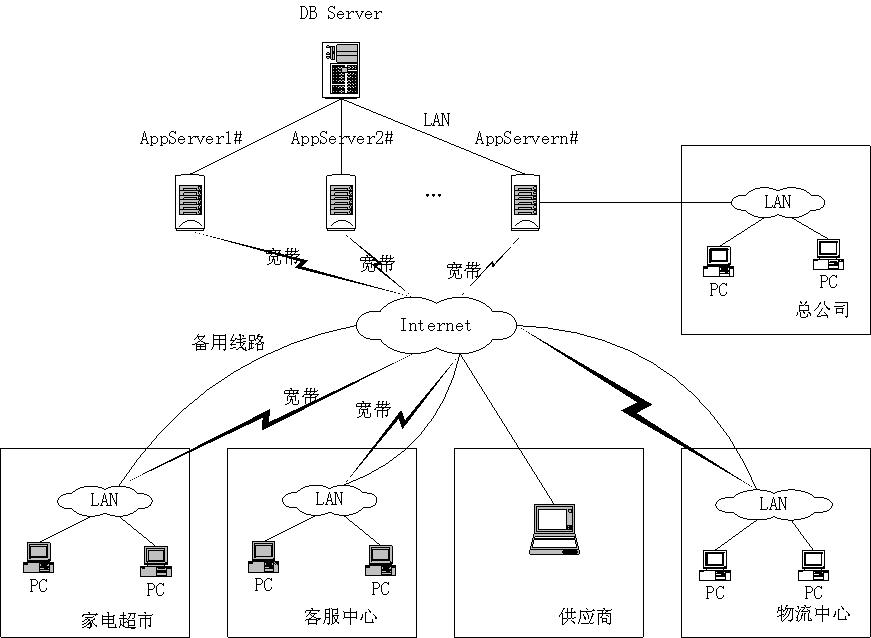 DB Server
LAN
AppServer1#
AppServer2#
AppServern#
...
LAN
宽带
宽带
宽带
PC
PC
总公司
Internet
备用线路
宽带
宽带
LAN
LAN
LAN
PC
PC
PC
PC
PC
PC
家电超市
客服中心
供应商
物流中心